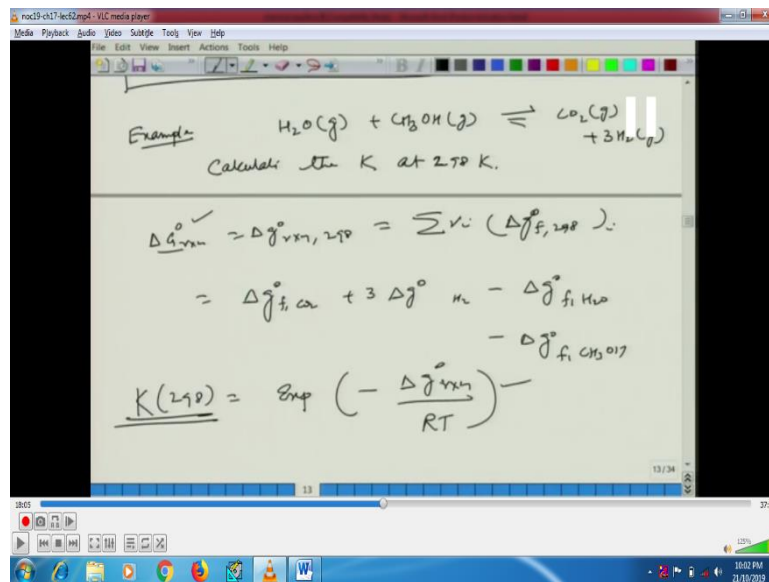 noc19-ch17-lec62.mp4 - VLC media player
Media Playback Audio Video Subtitle Tools View Help
File Edit View Insert Actions Tools Help
Example H₂O(g) + CH₃OH(g) ⇌ CO₂(g)
+ 3H₂(g)
Calculate the K at 298 K.
ΔG°rxn ✓ = Δg°rxn, 298 = Σ νi (Δg°f, 298)i
= Δg°f, CO₂ + 3 Δg° H₂ - Δg°f, H₂O
- Δg°f, CH₃OH
K(298) = Exp (- Δg°rxn / RT)
13/34
13
18:05
125%
10:02 PM
21/10/2019